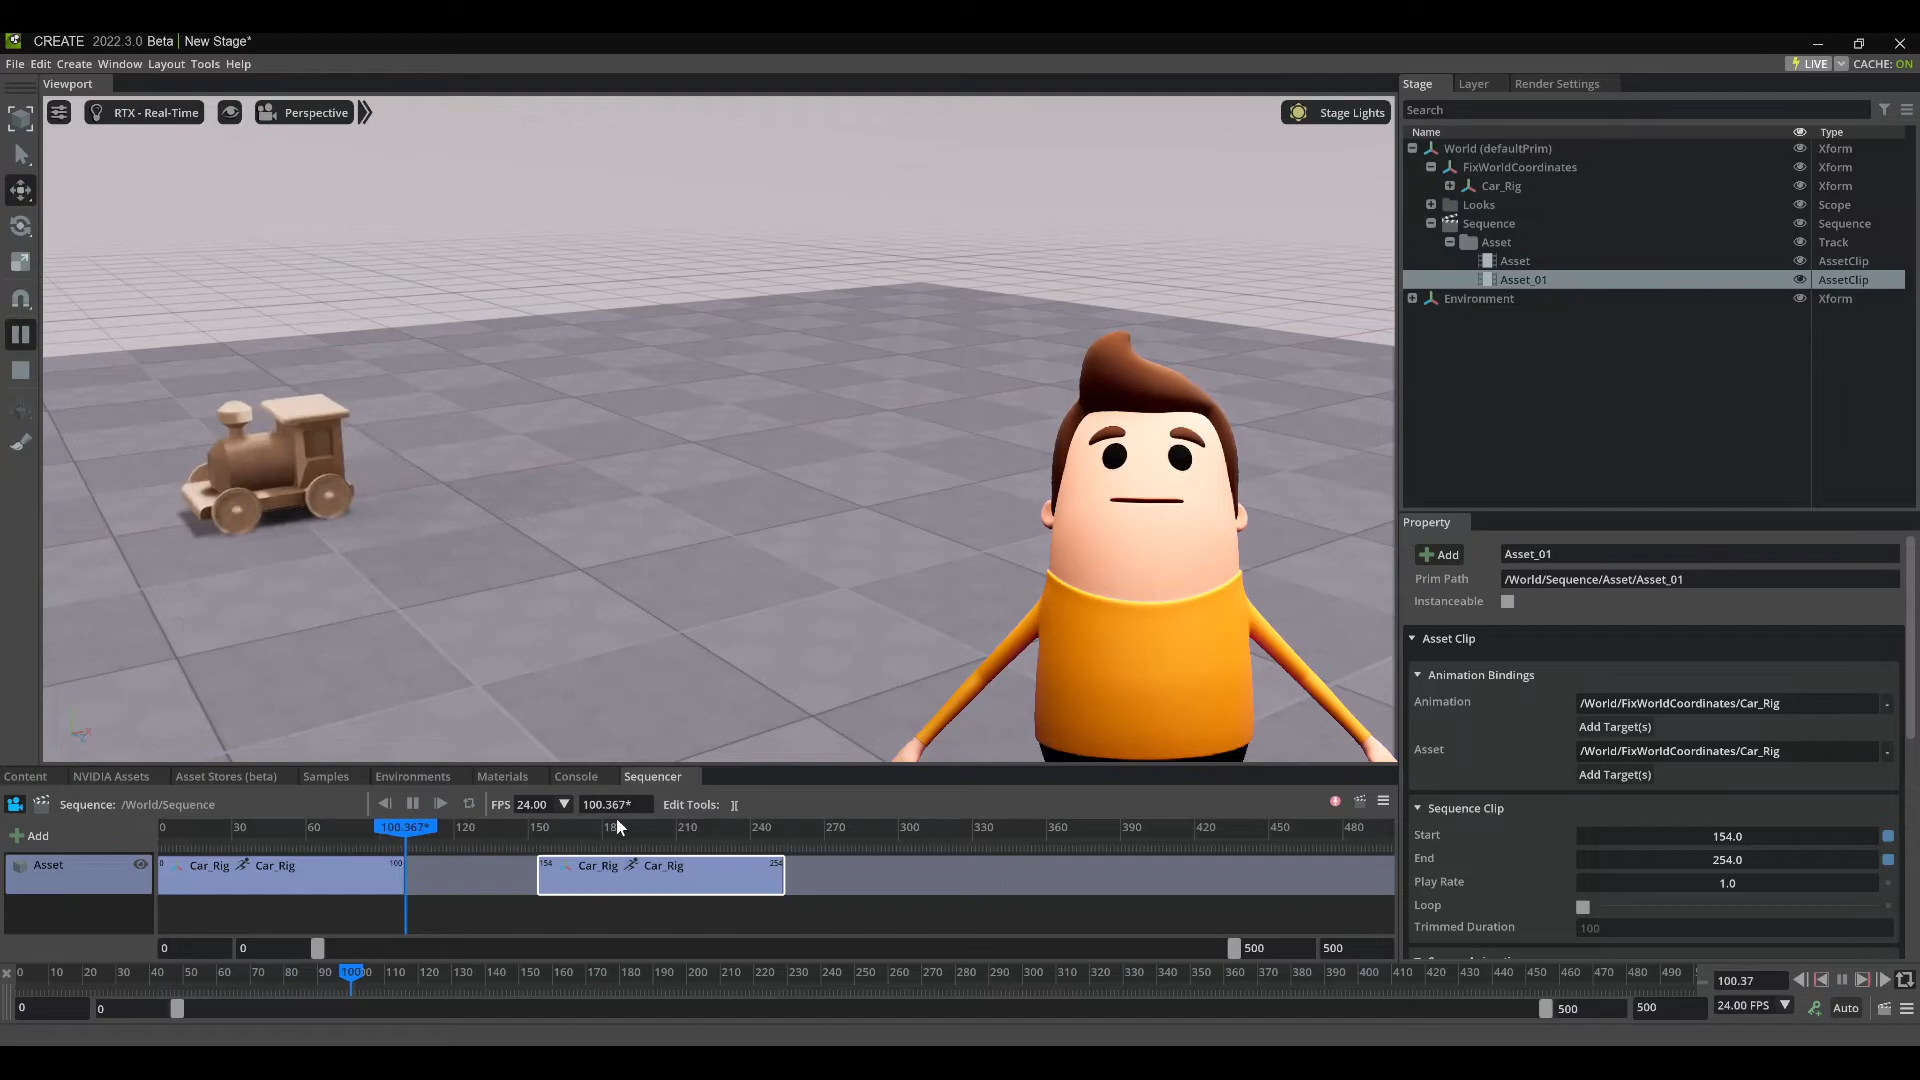 CREATE 2022.3.0 Beta | New Stage*
File Edit Create Window Layout Tools Help
LIVE CACHE: ON
Viewport
Stage Layer Render Settings
RTX - Real-Time Perspective Stage Lights
Search
Name Type
World (defaultPrim) Xform
FixWorldCoordinates Xform
Car_Rig Xform
Looks Scope
Sequence Sequence
Asset Track
Asset AssetClip
Asset_01 AssetClip
Environment Xform
Property
Add Asset_01
Prim Path /World/Sequence/Asset/Asset_01
Instanceable
Asset Clip
Animation Bindings
Animation /World/FixWorldCoordinates/Car_Rig
Add Target(s)
Asset /World/FixWorldCoordinates/Car_Rig
Add Target(s)
Sequence Clip
Start 154.0
End 254.0
Play Rate 1.0
Loop
Trimmed Duration 100
Content NVIDIA Assets Asset Stores (beta) Samples Environments Materials Console Sequencer
Sequence: /World/Sequence FPS 24.00 100.367* Edit Tools:
Add 0 30 60 100.367* 120 150 210 240 270 300 330 360 390 420 450 480
Asset 0 Car_Rig Car_Rig 100 154 Car_Rig Car_Rig 254
0 0 500 500
0 10 20 30 40 50 60 70 80 90 100 110 120 130 140 150 160 170 180 190 200 210 220 230 240 250 260 270 280 290 300 310 320 330 340 350 360 370 380 390 400 410 420 430 440 450 460 470 480 490 100.37
0 0 500 500 24.00 FPS Auto